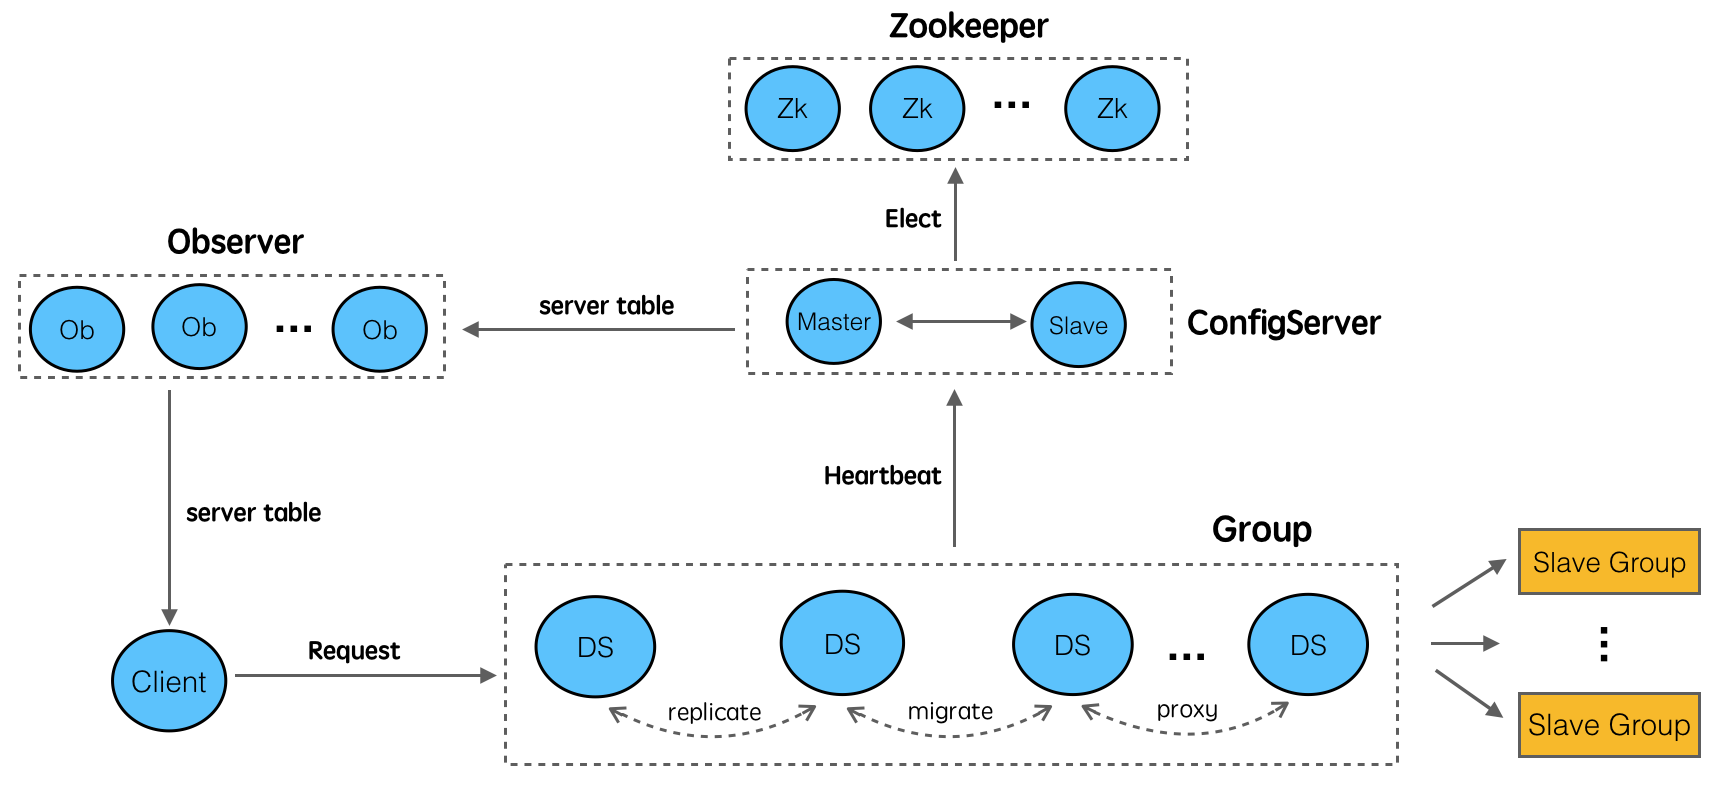 Zookeeper
Zk Zk ... Zk
Elect
Observer
Ob Ob ... Ob
server table
Master Slave
ConfigServer
Heartbeat
server table
Group
Client
Request
DS DS DS ... DS
replicate migrate proxy
Slave Group
...
Slave Group